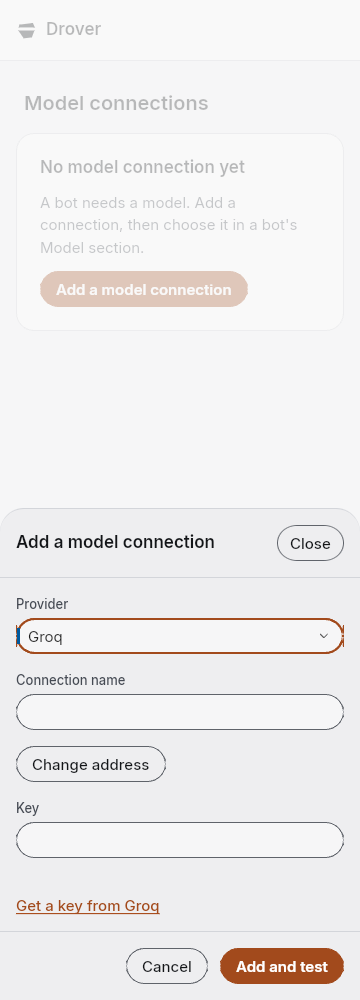 Drover
Model connections
No model connection yet
A bot needs a model. Add a
connection, then choose it in a bot's
Model section.
Add a model connection
Add a model connection
Close
Provider
Groq
Connection name
Change address
Key
Get a key from Groq
Cancel
Add and test